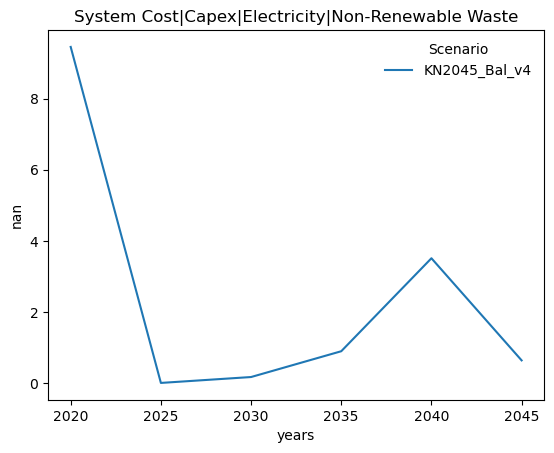 System Cost|Capex|Electricity|Non-Renewable Waste
Scenario
KN2045_Bal_v4
8
6
4
2
0
nan
2020
2025
2030
2035
2040
2045
years